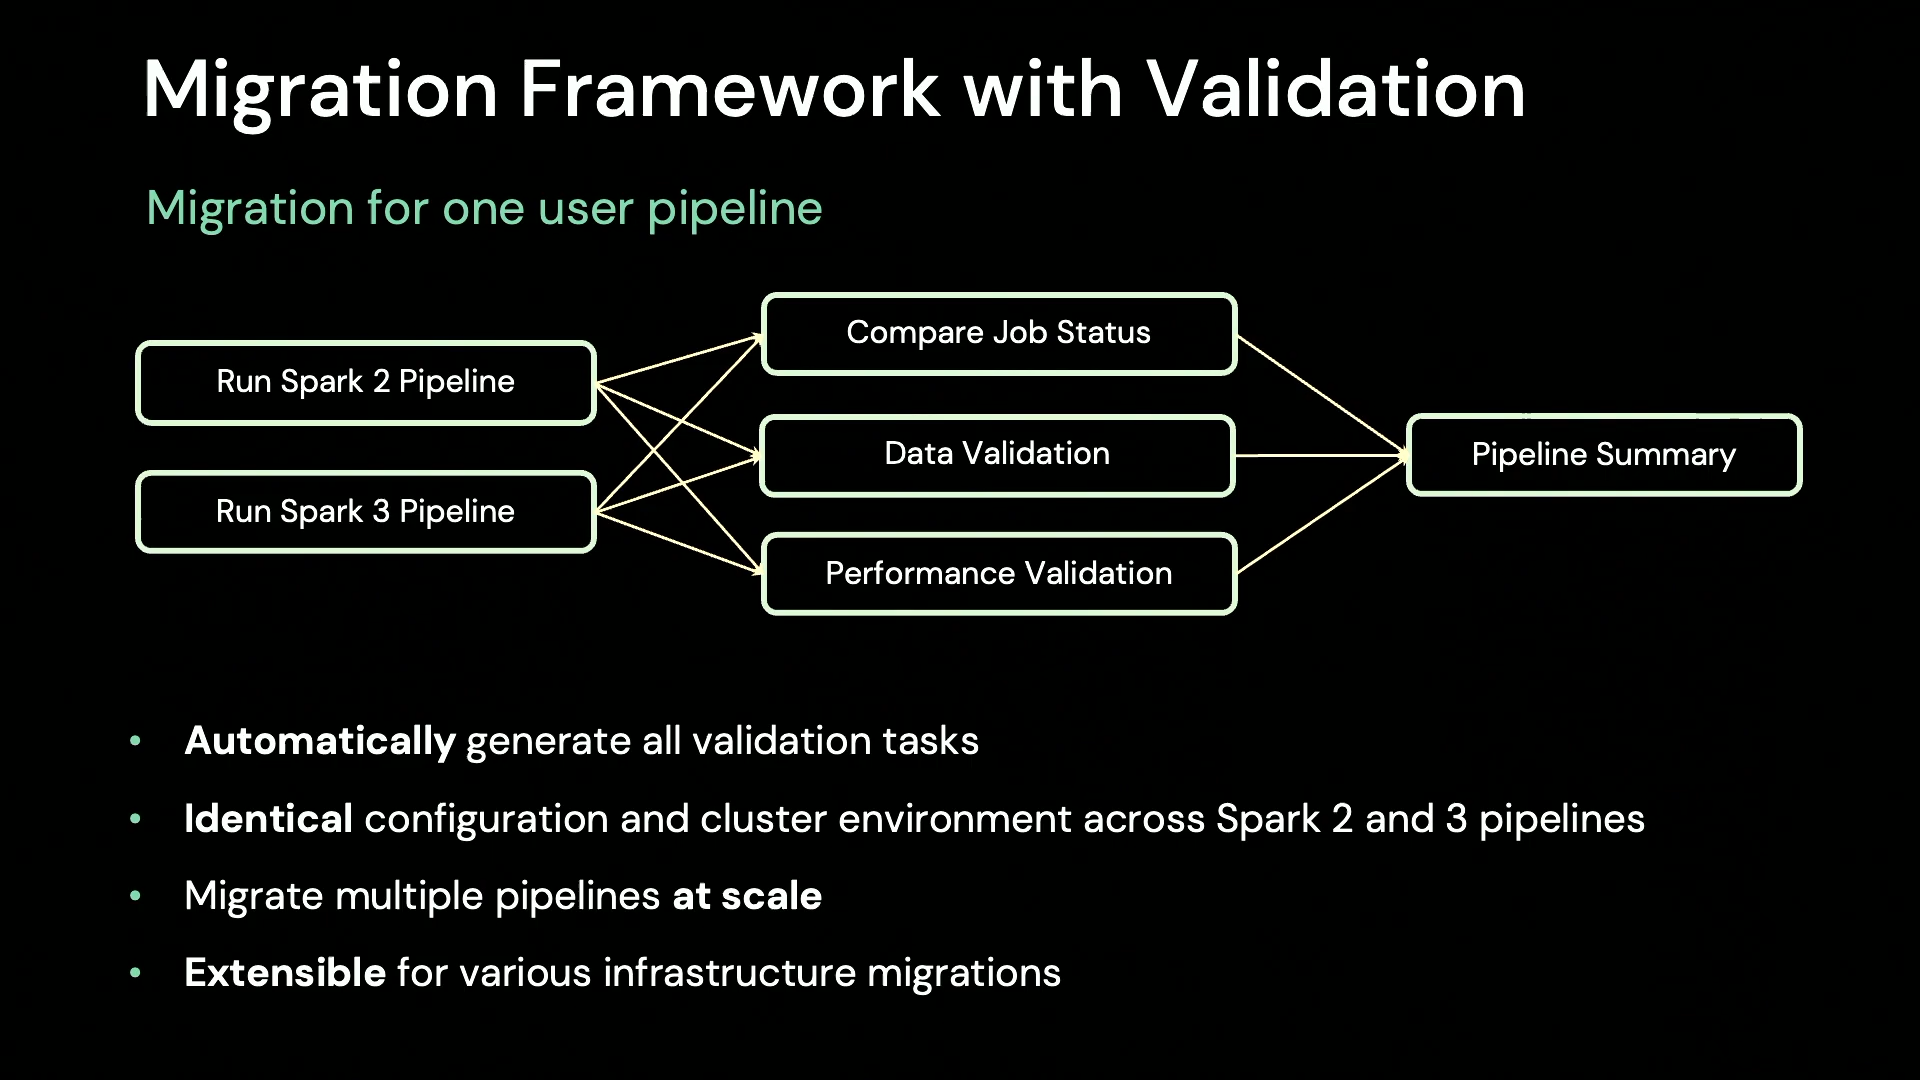 Migration Framework with Validation
Migration for one user pipeline
Run Spark 2 Pipeline
Run Spark 3 Pipeline
Compare Job Status
Data Validation
Performance Validation
Pipeline Summary
• Automatically generate all validation tasks
• Identical configuration and cluster environment across Spark 2 and 3 pipelines
• Migrate multiple pipelines at scale
• Extensible for various infrastructure migrations